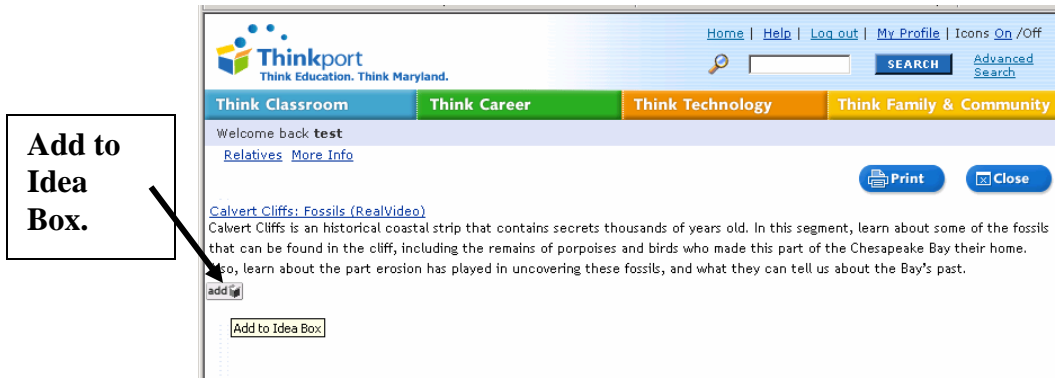 Home | Help | Log out | My Profile | Icons On /Off
Thinkport
Think Education. Think Maryland.
SEARCH
Advanced
Search
Think Classroom
Think Career
Think Technology
Think Family & Community
Welcome back test
Relatives More Info
Print
Close
Add to
Idea
Box.
Calvert Cliffs: Fossils (RealVideo)
Calvert Cliffs is an historical coastal strip that contains secrets thousands of years old. In this segment, learn about some of the fossils
that can be found in the cliff, including the remains of porpoises and birds who made this part of the Chesapeake Bay their home.
Also, learn about the part erosion has played in uncovering these fossils, and what they can tell us about the Bay's past.
add
Add to Idea Box